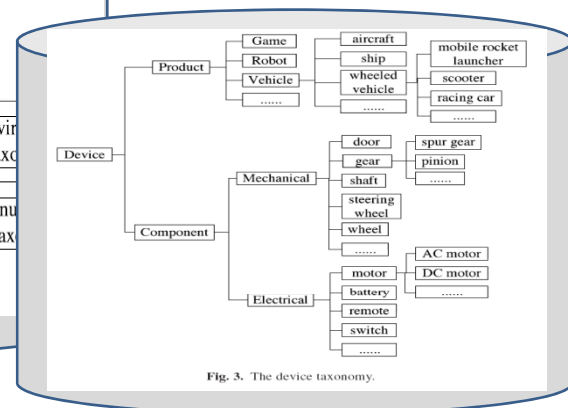 Device
Product
Game
Robot
Vehicle
......
aircraft
ship
wheeled
vehicle
......
mobile rocket
launcher
scooter
racing car
......
Component
Mechanical
door
gear
shaft
steering
wheel
wheel
......
spur gear
pinion
......
Electrical
motor
battery
remote
switch
......
AC motor
DC motor
......
Fig. 3. The device taxonomy.